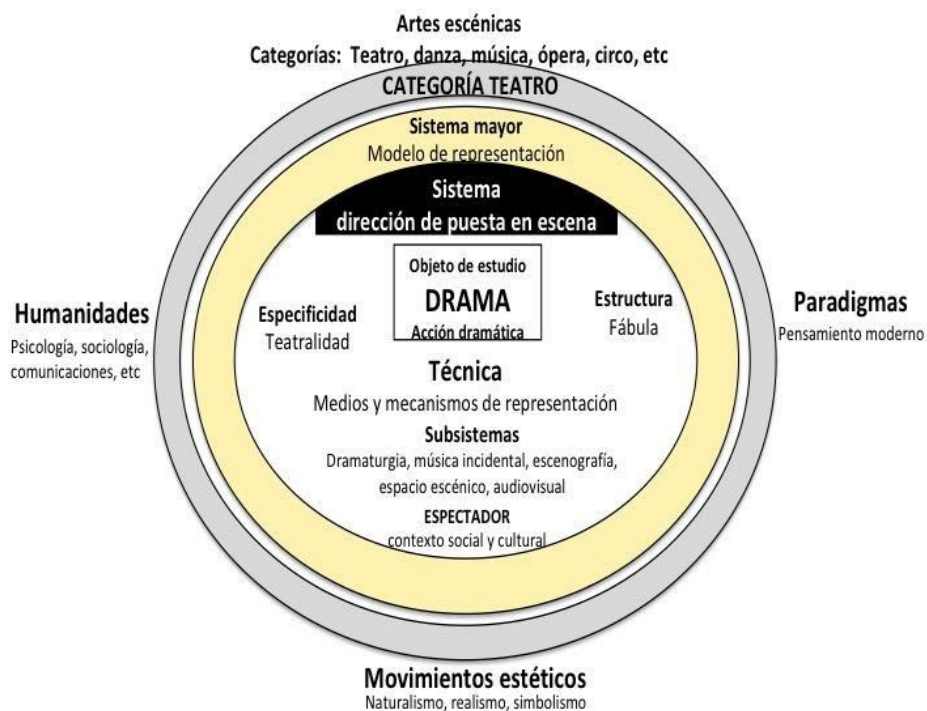 Artes escénicas
Categorías: Teatro, danza, música, ópera, circo, etc
CATEGORÍA TEATRO
Sistema mayor
Modelo de representación
Sistema
dirección de puesta en escena
Objeto de estudio
DRAMA
Acción dramática
Especificidad
Teatralidad
Estructura
Fábula
Humanidades
Psicología, sociología,
comunicaciones, etc
Paradigmas
Pensamiento moderno
Técnica
Medios y mecanismos de representación
Subsistemas
Dramaturgia, música incidental, escenografía,
espacio escénico, audiovisual
ESPECTADOR
contexto social y cultural
Movimientos estéticos
Naturalismo, realismo, simbolismo